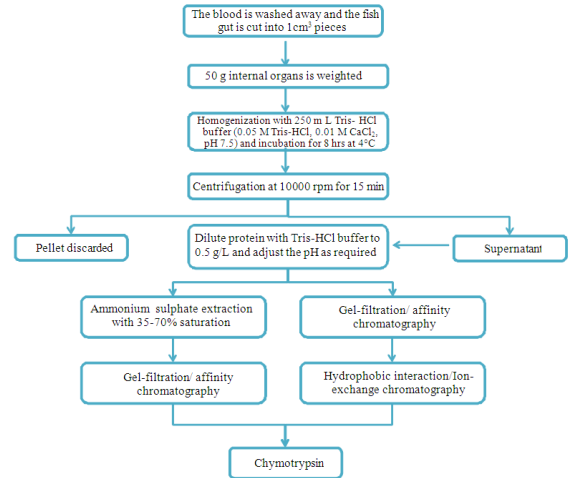 The blood is washed away and the fish
gut is cut into 1cm³ pieces
50 g internal organs is weighted
Homogenization with 250 m L Tris- HCl
buffer (0.05 M Tris-HCl, 0.01 M CaCl₂,
pH 7.5) and incubation for 8 hrs at 4°C
Centrifugation at 10000 rpm for 15 min
Pellet discarded
Dilute protein with Tris-HCl buffer to
0.5 g/L and adjust the pH as required
Supernatant
Ammonium sulphate extraction
with 35-70% saturation
Gel-filtration/ affinity
chromatography
Gel-filtration/ affinity
chromatography
Hydrophobic interaction/Ion-
exchange chromatography
Chymotrypsin